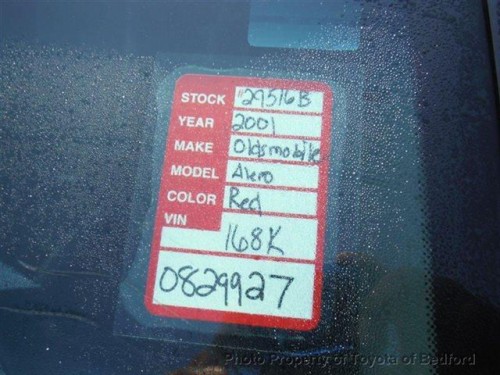 STOCK "29516B
YEAR 2001
MAKE Oldsmobile
MODEL Alero
COLOR Red
VIN
168K
0829927
Photo Property of Toyota of Bedford